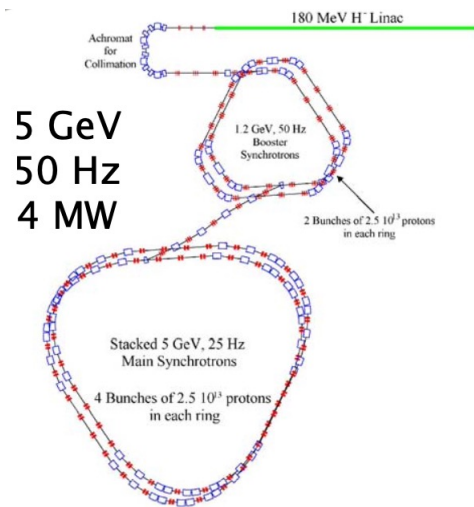 180 MeV H⁻ Linac
Achromat
for
Collimation
5 GeV
50 Hz
4 MW
1.2 GeV, 50 Hz
Booster
Synchrotrons
2 Bunches of 2.5 10¹³ protons
in each ring
Stacked 5 GeV, 25 Hz
Main Synchrotrons
4 Bunches of 2.5 10¹³ protons
in each ring